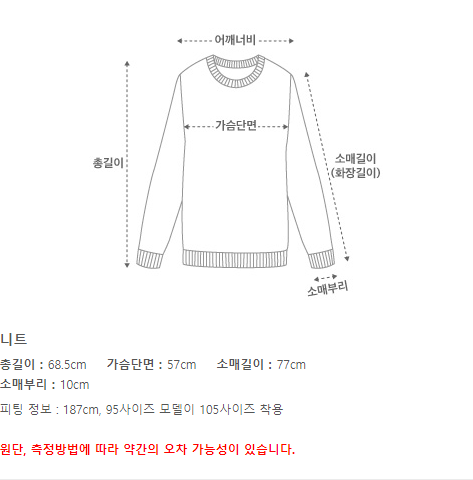 어깨너비
가슴단면
총길이
소매길이
(화장길이)
소매부리
니트
총길이 : 68.5cm 가슴단면 : 57cm 소매길이 : 77cm
소매부리 : 10cm
피팅 정보 : 187cm, 95사이즈 모델이 105사이즈 착용
원단, 측정방법에 따라 약간의 오차 가능성이 있습니다.